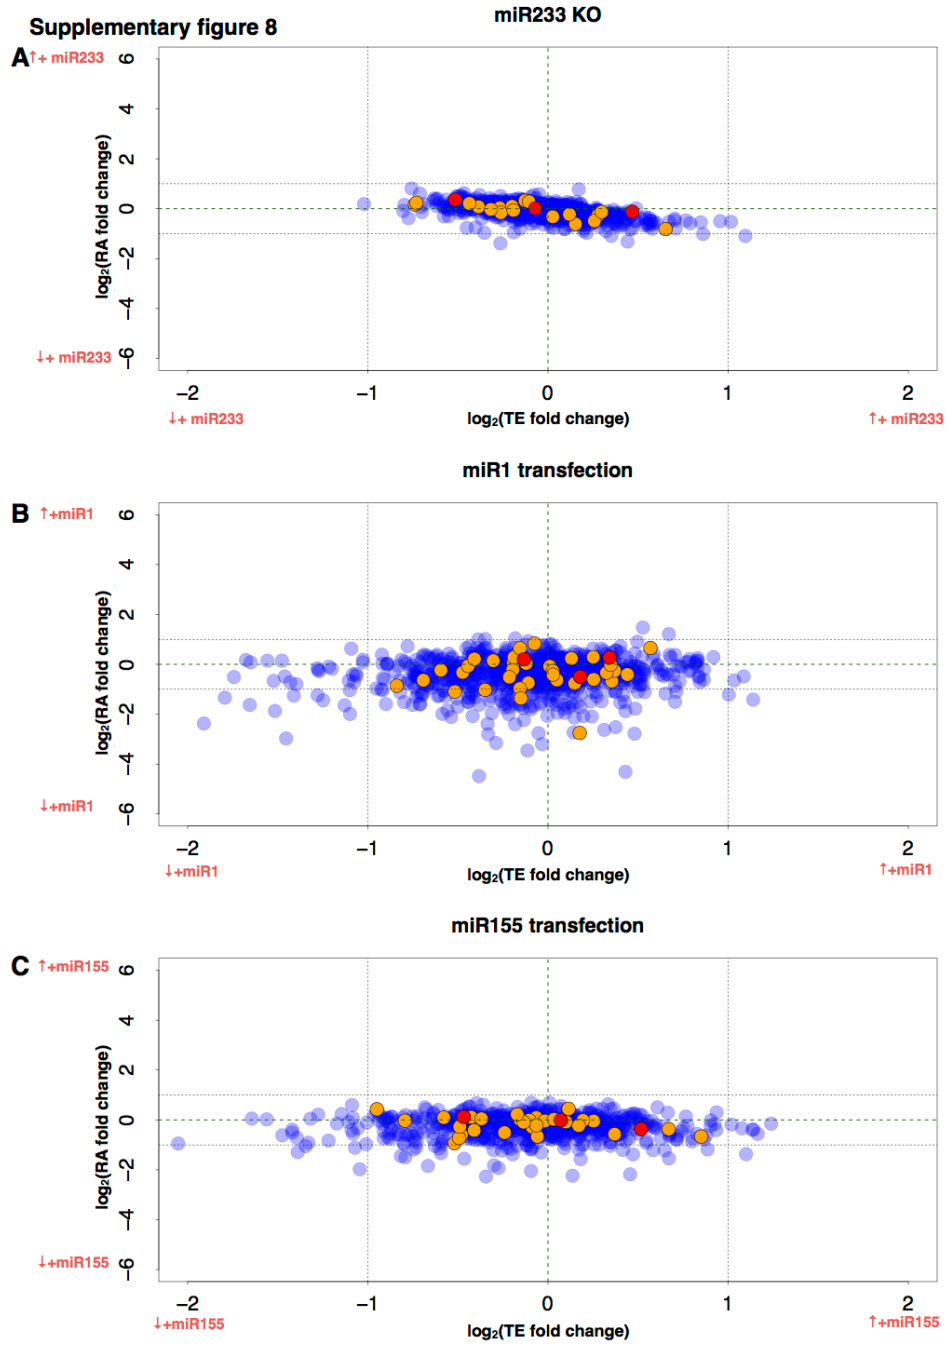 Supplementary figure 8
miR233 KO
A
↑+ miR233
6
4
2
0
−2
−4
−6
log₂(RA fold change)
↓+ miR233
−2 −1 0 1 2
↓+ miR233
log₂(TE fold change)
↑+ miR233
miR1 transfection
B
↑+miR1
6
4
2
0
−2
−4
−6
log₂(RA fold change)
↓+miR1
−2 −1 0 1 2
↓+miR1
log₂(TE fold change)
↑+miR1
miR155 transfection
C
↑+miR155
6
4
2
0
−2
−4
−6
log₂(RA fold change)
↓+miR155
−2 −1 0 1 2
↓+miR155
log₂(TE fold change)
↑+miR155